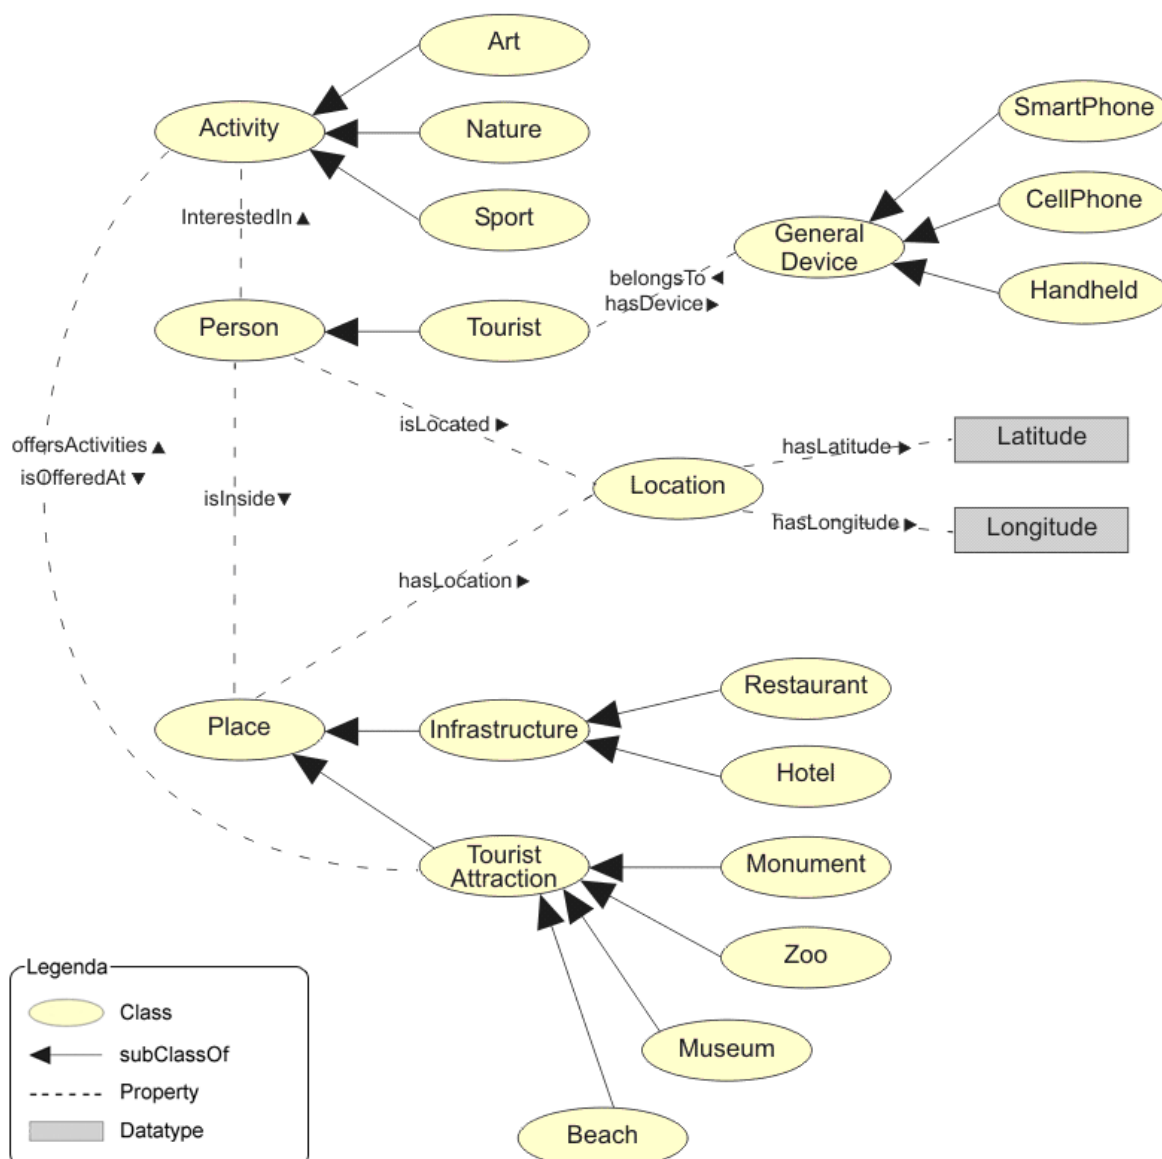 Art
Activity
Nature
SmartPhone
InterestedIn ▲
Sport
CellPhone
General
Device
belongsTo ◀
hasDevice ▶
Handheld
Person
Tourist
isLocated ▶
offersActivities ▲
isOfferedAt ▼
hasLatitude ▶
Latitude
isInside ▼
Location
hasLongitude ▶
Longitude
hasLocation ▶
Restaurant
Place
Infrastructure
Hotel
Tourist
Attraction
Monument
Zoo
Museum
Beach
Legenda
Class
subClassOf
Property
Datatype